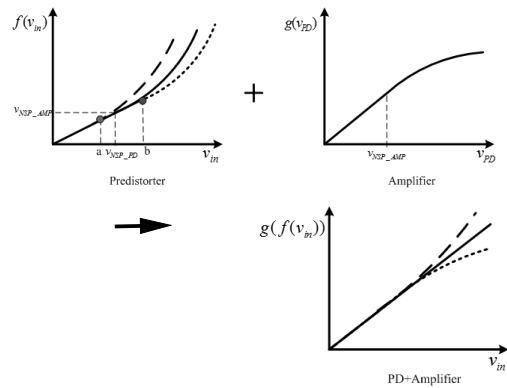 f(v_in)
g(v_PD)
+
v_NSP_AMP
a v_NSP_PD b v_in
v_NSP_AMP v_PD
Predistorter
Amplifier
g(f(v_in))
v_in
PD+Amplifier